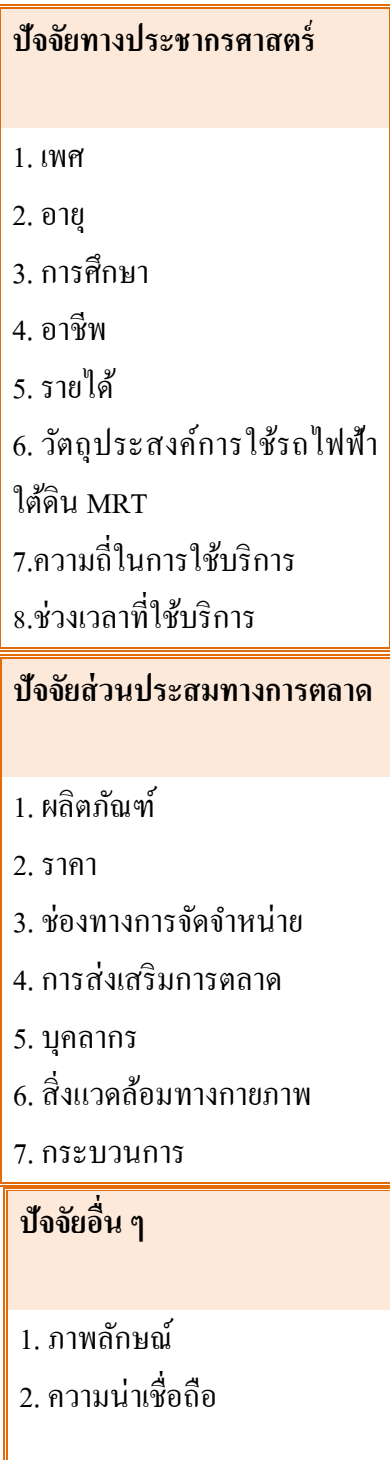 ปัจจัยทางประชากรศาสตร์
1. เพศ
2. อายุ
3. การศึกษา
4. อาชีพ
5. รายได้
6. วัตถุประสงค์การใช้รถไฟฟ้า
ใต้ดิน MRT
7.ความถี่ในการใช้บริการ
8.ช่วงเวลาที่ใช้บริการ
ปัจจัยส่วนประสมทางการตลาด
1. ผลิตภัณฑ์
2. ราคา
3. ช่องทางการจัดจำหน่าย
4. การส่งเสริมการตลาด
5. บุคลากร
6. สิ่งแวดล้อมทางกายภาพ
7. กระบวนการ
ปัจจัยอื่น ๆ
1. ภาพลักษณ์
2. ความน่าเชื่อถือ